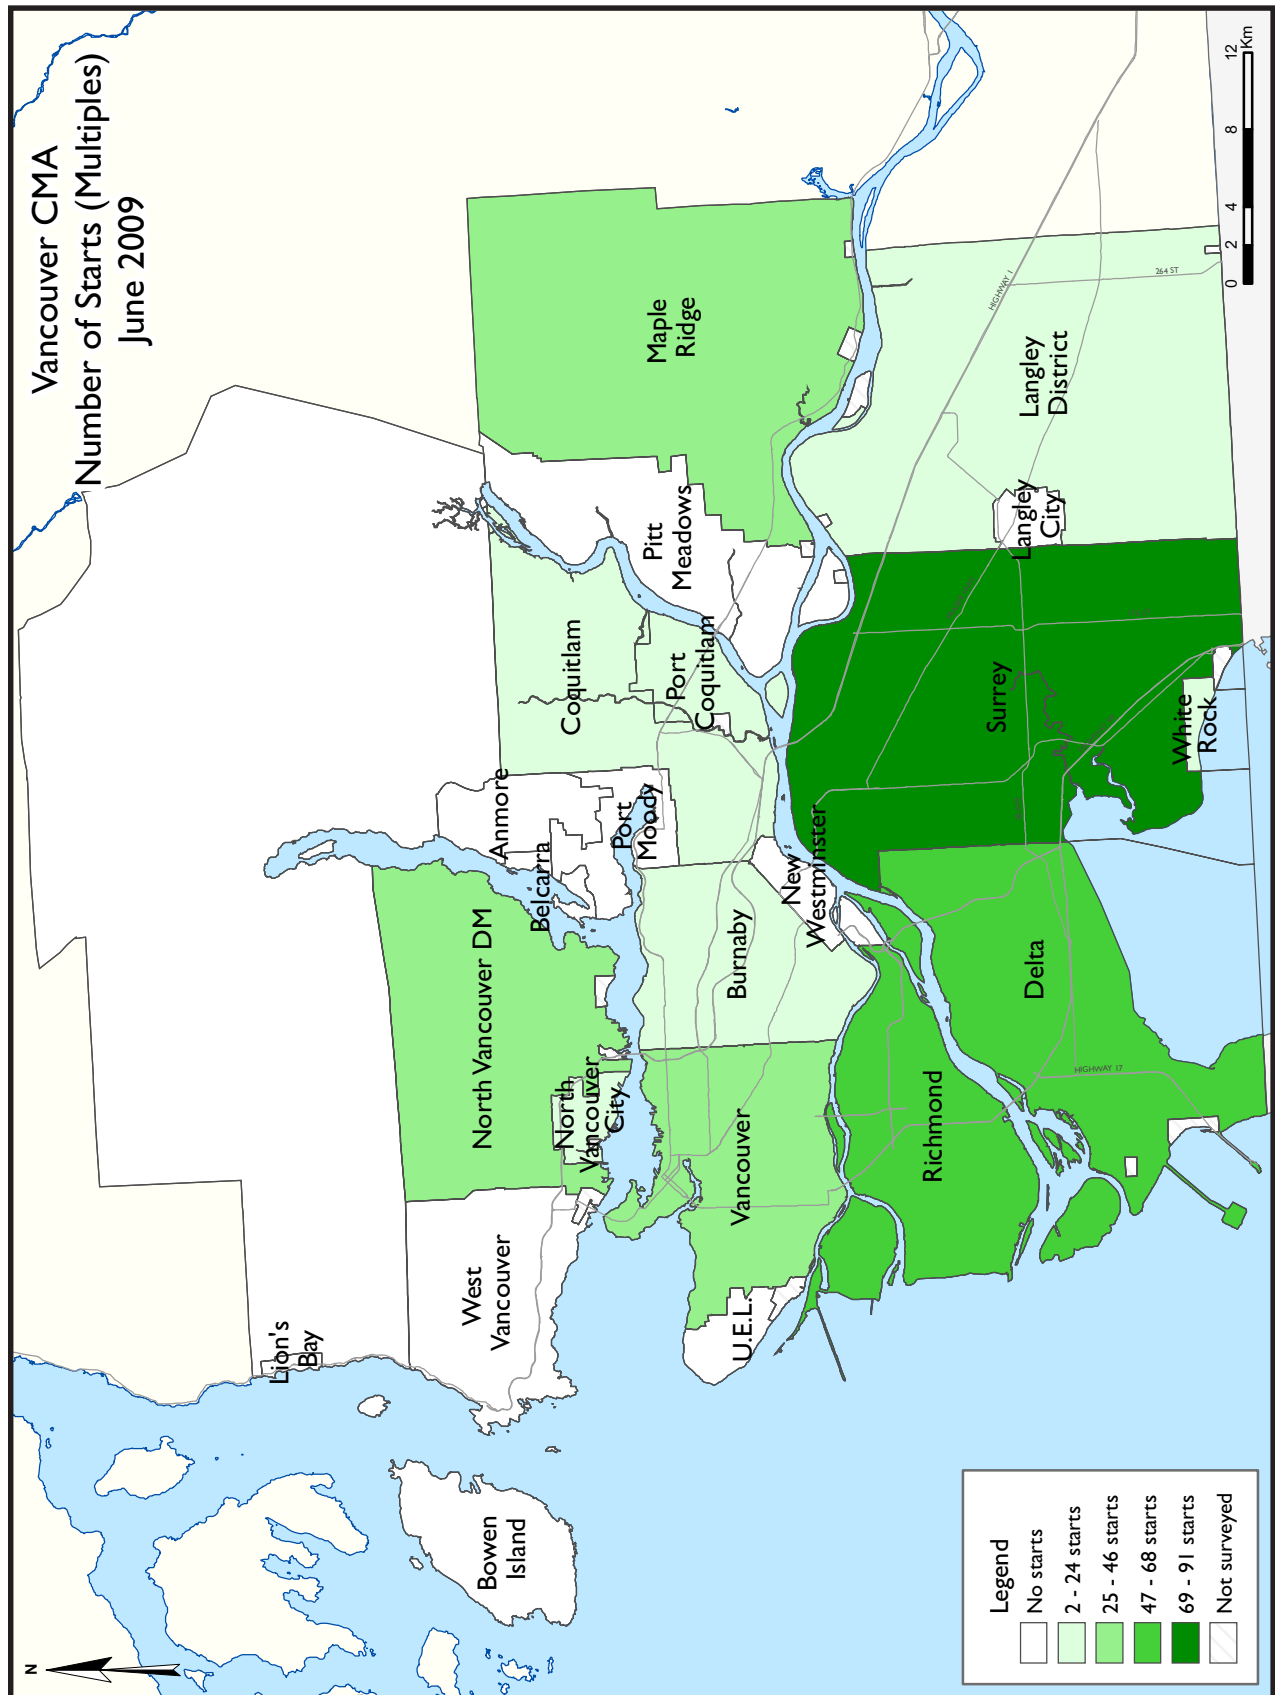 Vancouver CMA
Number of Starts (Multiples)
June 2009
N
Lion's
Bay
Bowen
Island
West
Vancouver
North Vancouver DM
North
Vancouver
City
Belcarra
Anmore
Port
Moody
Coquitlam
Port
Coquitlam
Pitt
Meadows
Maple
Ridge
U.E.L.
Vancouver
Burnaby
New
Westminster
Richmond
Delta
Surrey
White
Rock
Langley
City
Langley
District
HIGHWAY 1
264 ST
HIGHWAY 17
Legend
No starts
2 - 24 starts
25 - 46 starts
47 - 68 starts
69 - 91 starts
Not surveyed
0 2 4 8 12
Km